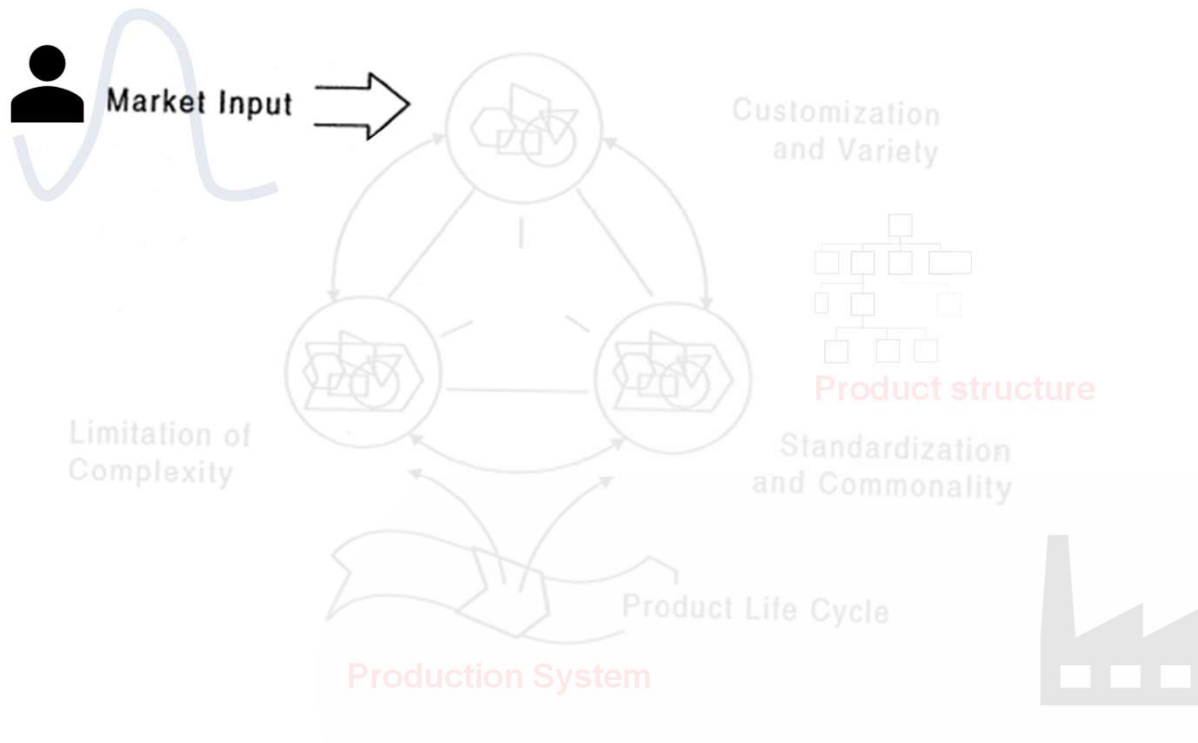 Market Input
Customization
and Variety
Product structure
Limitation of
Complexity
Standardization
and Commonality
Product Life Cycle
Production System